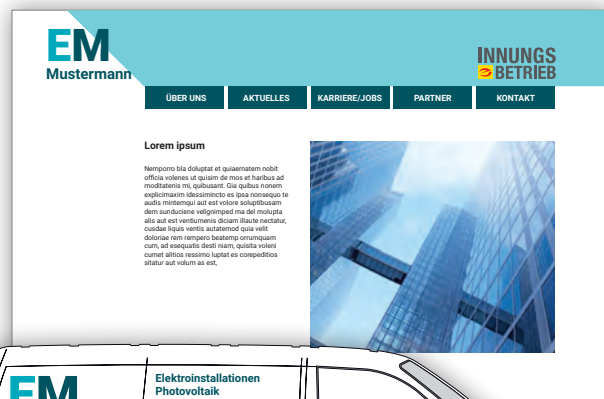 EM
Mustermann
INNUNGS
BETRIEB
ÜBER UNS
AKTUELLES
KARRIERE/JOBS
PARTNER
KONTAKT
Lorem ipsum
Nemporro bla doluptat et quiaernatem nobit
officia volenes ut quisim de mos et haribus ad
moditatenis mi, quibusant. Gia quibus nonem
explicimaxim idessimincto es ipsa nonsequo te
audis mintemqui aut est volore soluptibusam
dem sunduciene velignimped ma del molupta
alis aut est ventiumenis diciam illaute nectatur,
cusdae liquis ventis autatemod quia velit
doloriae rem rempero beatemp orrumquam
cum, ad esequatis desti niam, quisita voleni
cumet alitios ressimo luptat es corepeditios
sitatur aut volum as est,
EM
Elektroinstallationen
Photovoltaik